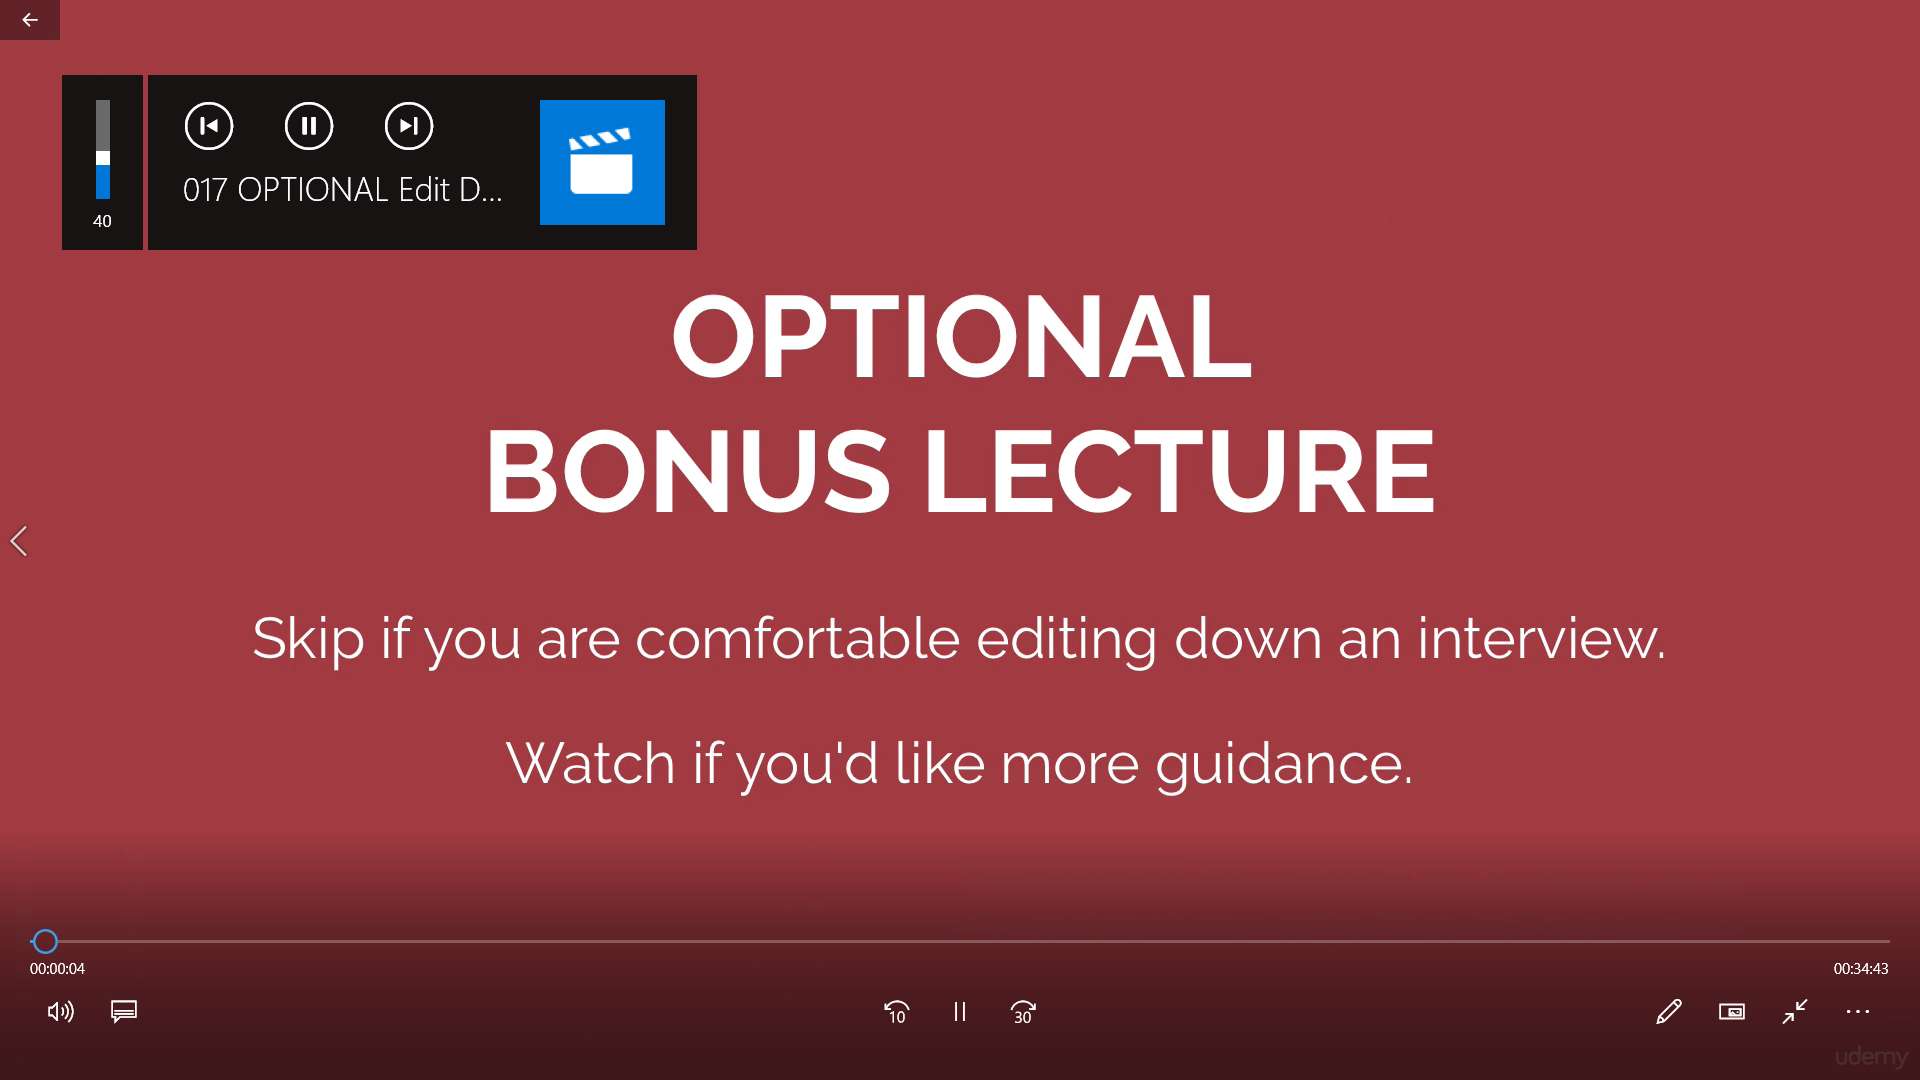 017 OPTIONAL Edit D...
40
OPTIONAL
BONUS LECTURE
Skip if you are comfortable editing down an interview.
Watch if you'd like more guidance.
00:00:04
00:34:43
10
30
udemy